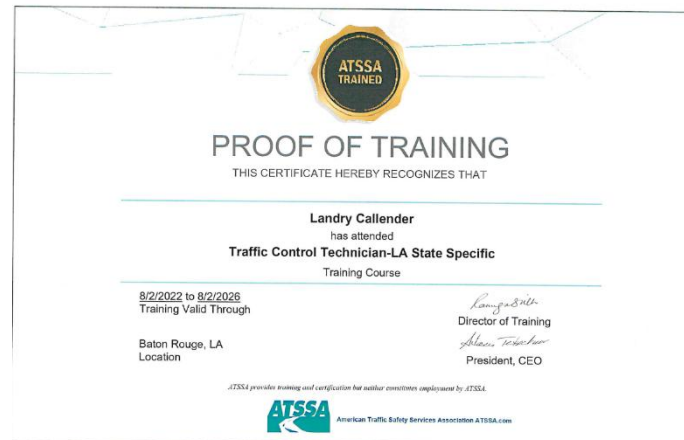 ATSSA
TRAINED
PROOF OF TRAINING
THIS CERTIFICATE HEREBY RECOGNIZES THAT
Landry Callender
has attended
Traffic Control Technician-LA State Specific
Training Course
8/2/2022 to 8/2/2026
Training Valid Through
Director of Training
Baton Rouge, LA
Location
President, CEO
ATSSA provides training and certification but neither constitutes employment by ATSSA.
ATSSA
American Traffic Safety Services Association ATSSA.com